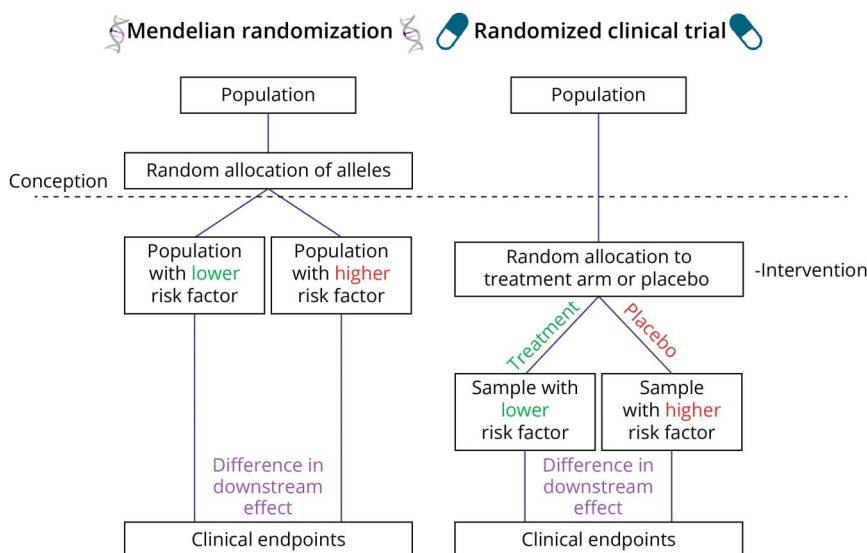 Mendelian randomization
Population
Random allocation of alleles
Conception
Population
with lower
risk factor
Population
with higher
risk factor
Difference in
downstream
effect
Clinical endpoints
Randomized clinical trial
Population
Random allocation to
treatment arm or placebo
-Intervention
Treatment
Placebo
Sample with
lower
risk factor
Sample
with higher
risk factor
Difference in
downstream
effect
Clinical endpoints